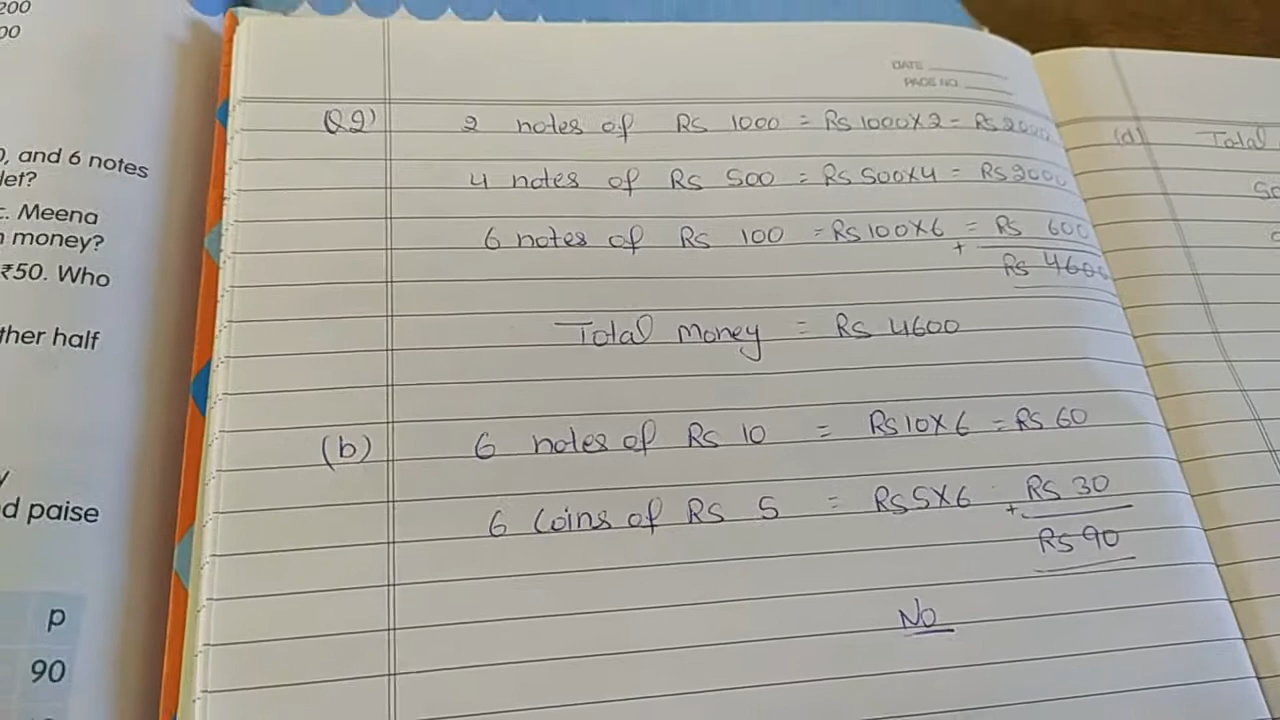 200
00
, and 6 notes
let?
Meena
money?
₹50. Who
ther half
d paise
p
90
DATE
PAGE NO.
Q2) 2 notes of Rs 1000 = Rs 1000X2 = Rs 2000
4 notes of Rs 500 = Rs 500X4 = Rs 2000
6 notes of Rs 100 = Rs 100X6 = Rs 600
+
Rs 4600
Total Money = Rs 4600
(b) 6 notes of Rs 10 = Rs 10X6 = Rs 60
6 Coins of Rs 5 = Rs 5X6 + Rs 30
Rs 90
No
(d) Total